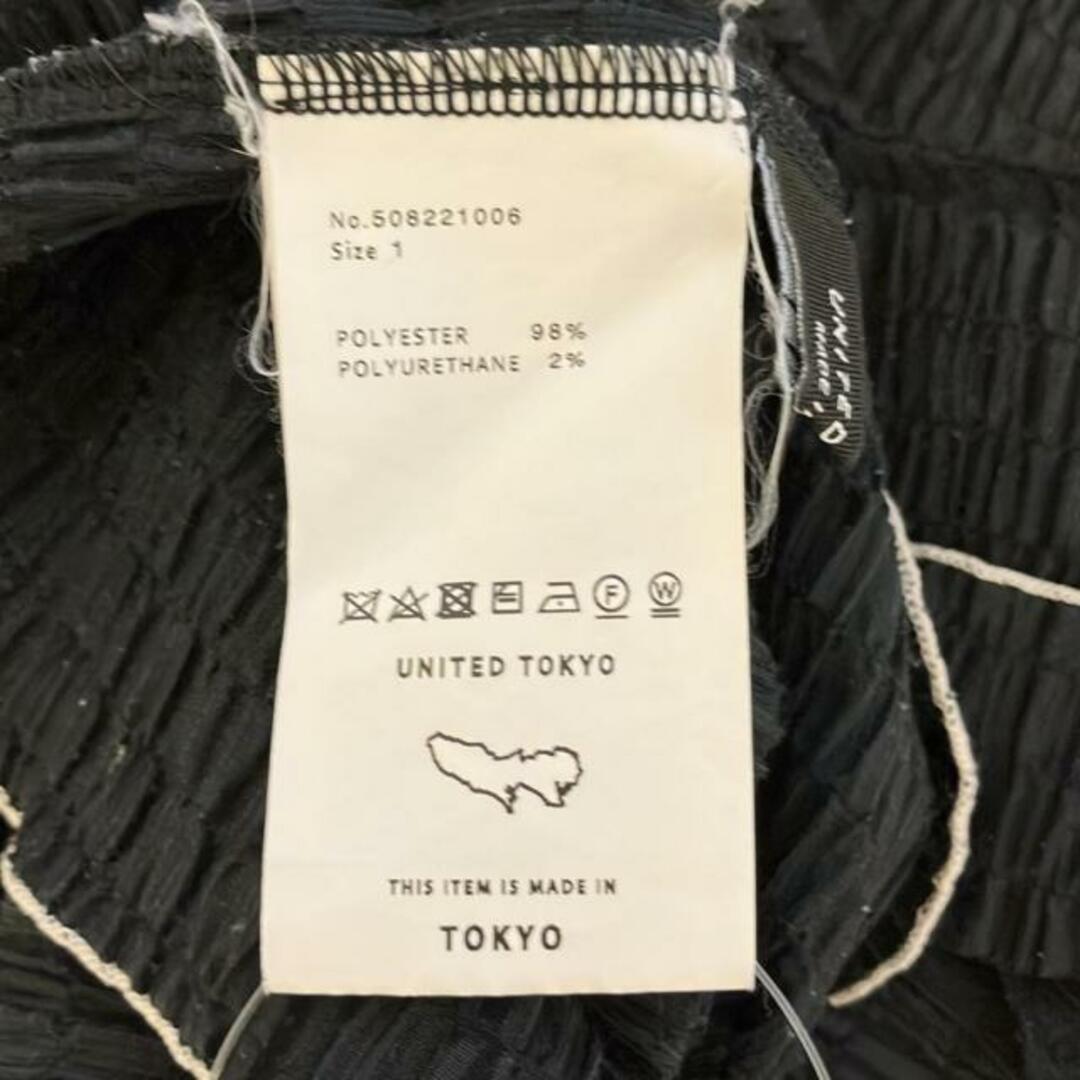 No.508221006
Size 1
POLYESTER 98%
POLYURETHANE 2%
F W
UNITED TOKYO
THIS ITEM IS MADE IN
TOKYO
UNITED